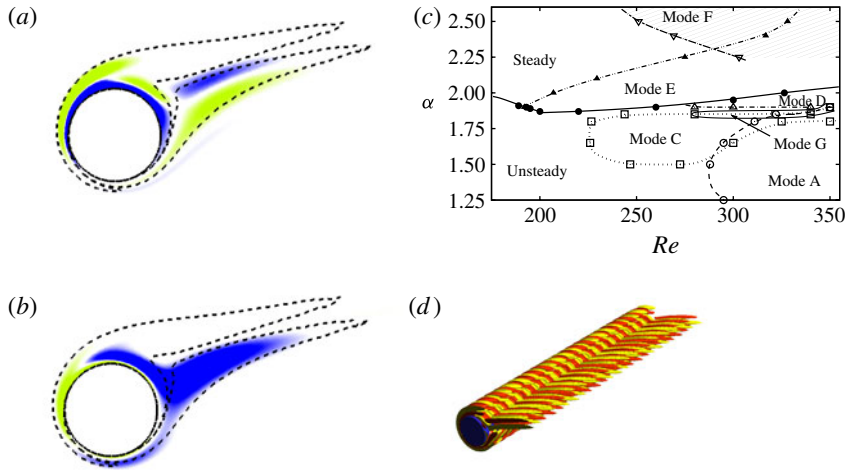 (a)
(b)
(c)
2.50
2.25
α
2.00
1.75
1.50
1.25
Mode F
Steady
Mode E
Mode D
Mode C
Mode G
Unsteady
Mode A
200
250
300
350
Re
(d)